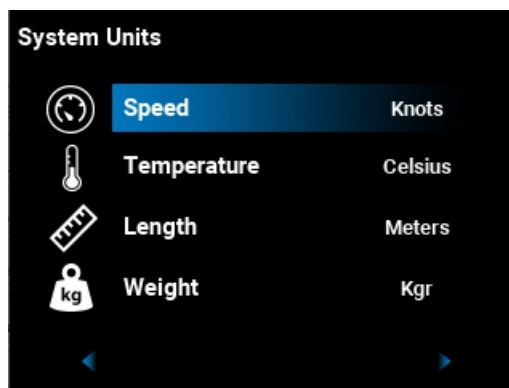 System Units
Speed Knots
Temperature Celsius
Length Meters
kg Weight Kgr